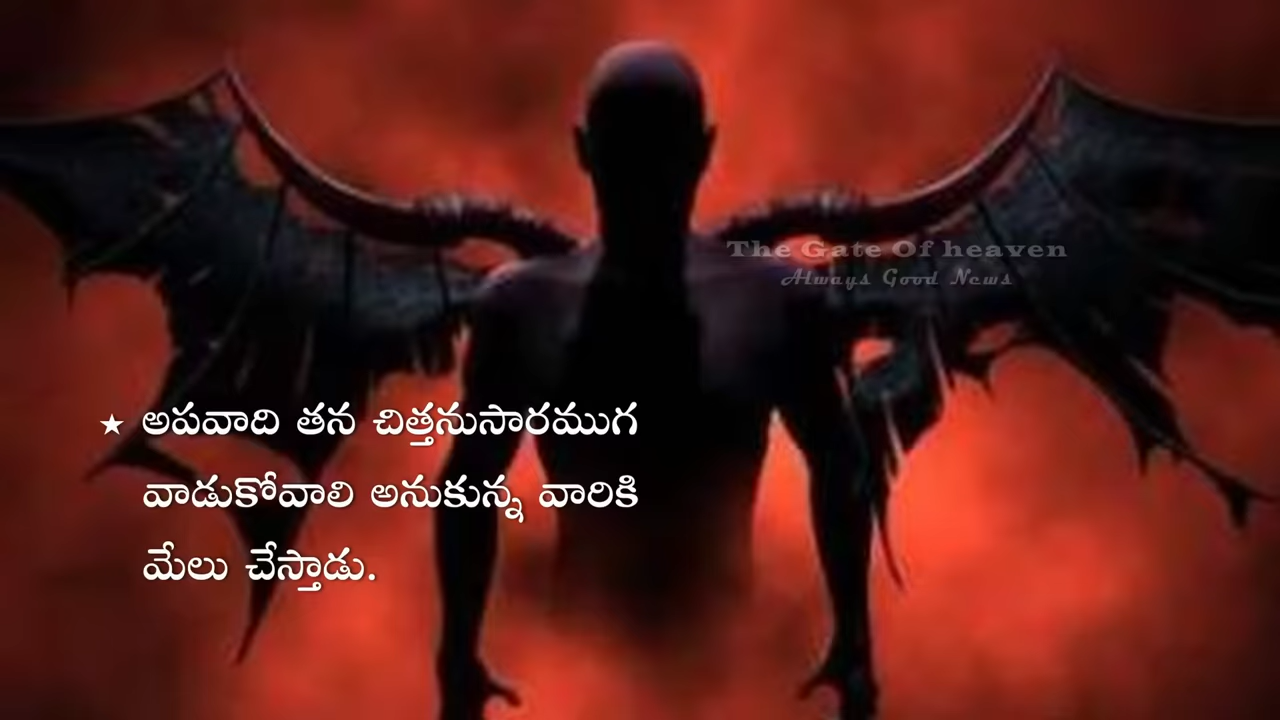 The Gate Of heaven
Always Good News
★ అపవాది తన చిత్తనుసారముగ
వాడుకోవాలి అనుకున్న వారికి
మేలు చేస్తాడు.